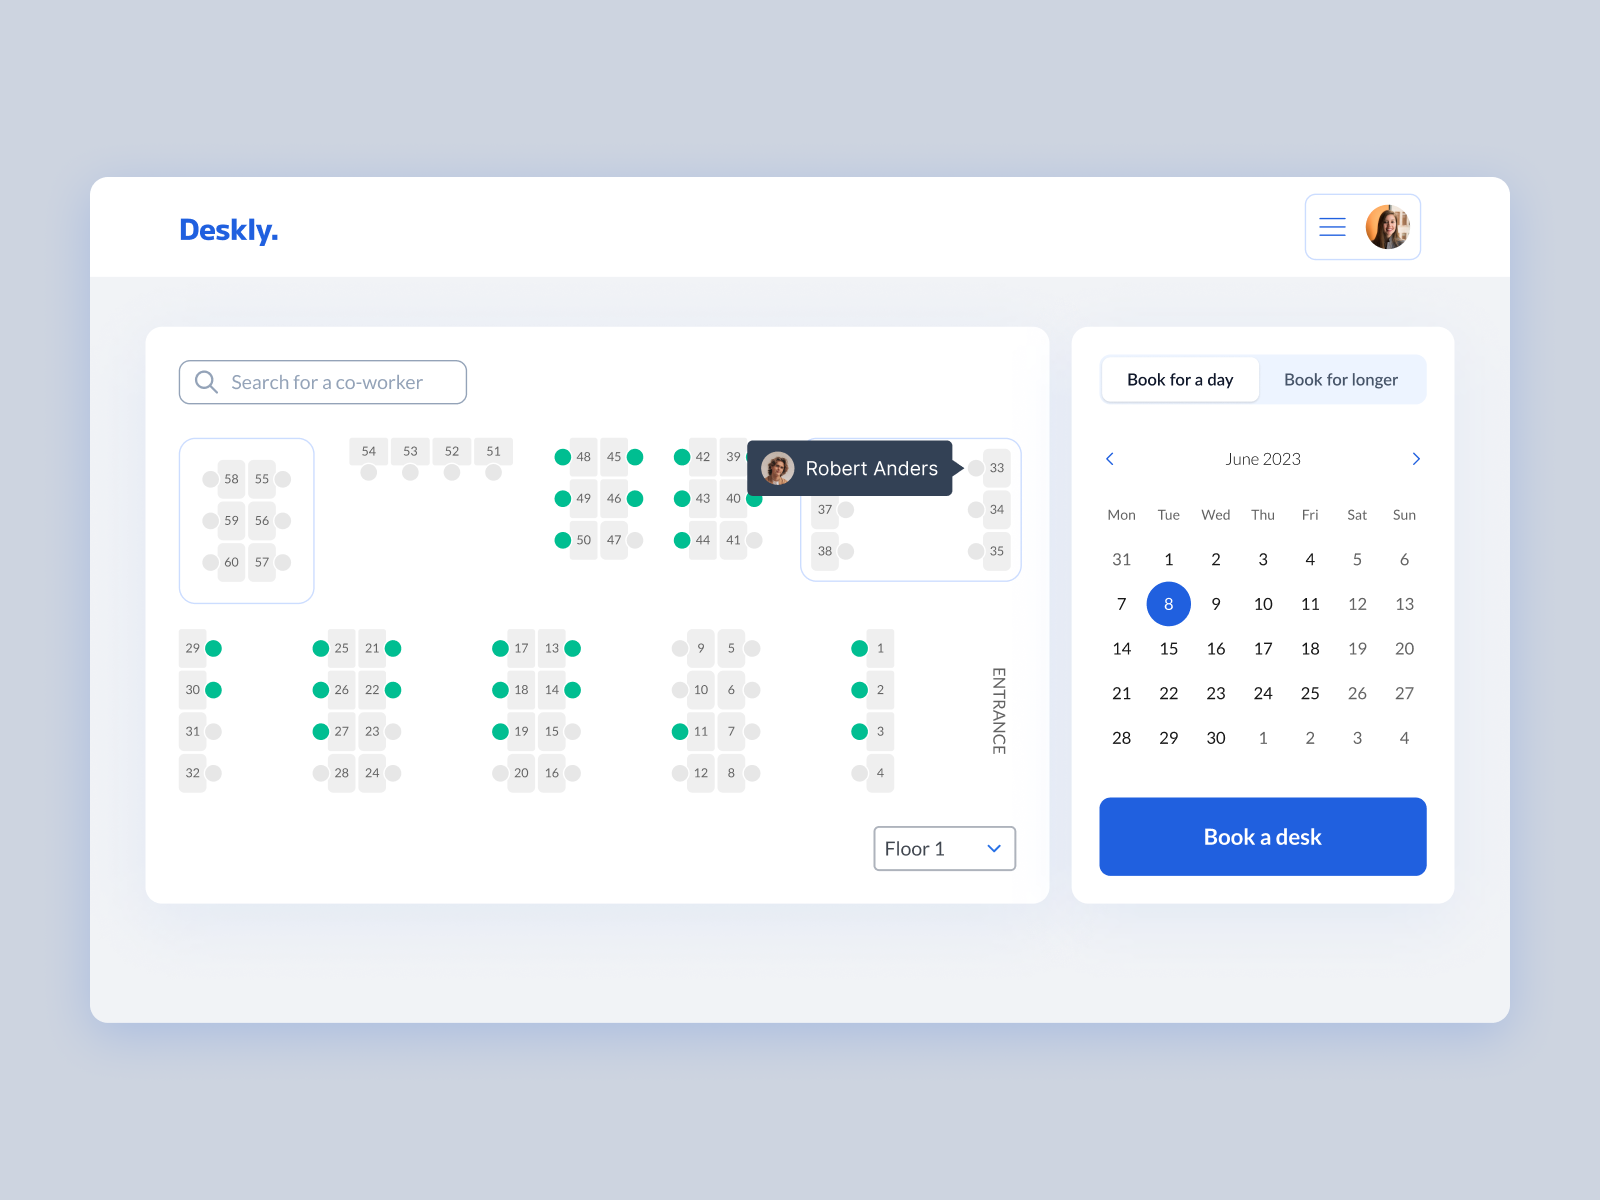 Deskly.
Search for a co-worker
Book for a day Book for longer
June 2023
Mon Tue Wed Thu Fri Sat Sun
31 1 2 3 4 5 6
7 8 9 10 11 12 13
14 15 16 17 18 19 20
21 22 23 24 25 26 27
28 29 30 1 2 3 4
Book a desk
54 53 52 51
58 55
59 56
60 57
48 45
49 46
50 47
42 39
43 40
44 41
Robert Anders
33
37 34
38 35
29
30
31
32
25 21
26 22
27 23
28 24
17 13
18 14
19 15
20 16
9 5
10 6
11 7
12 8
1
2
3
4
ENTRANCE
Floor 1